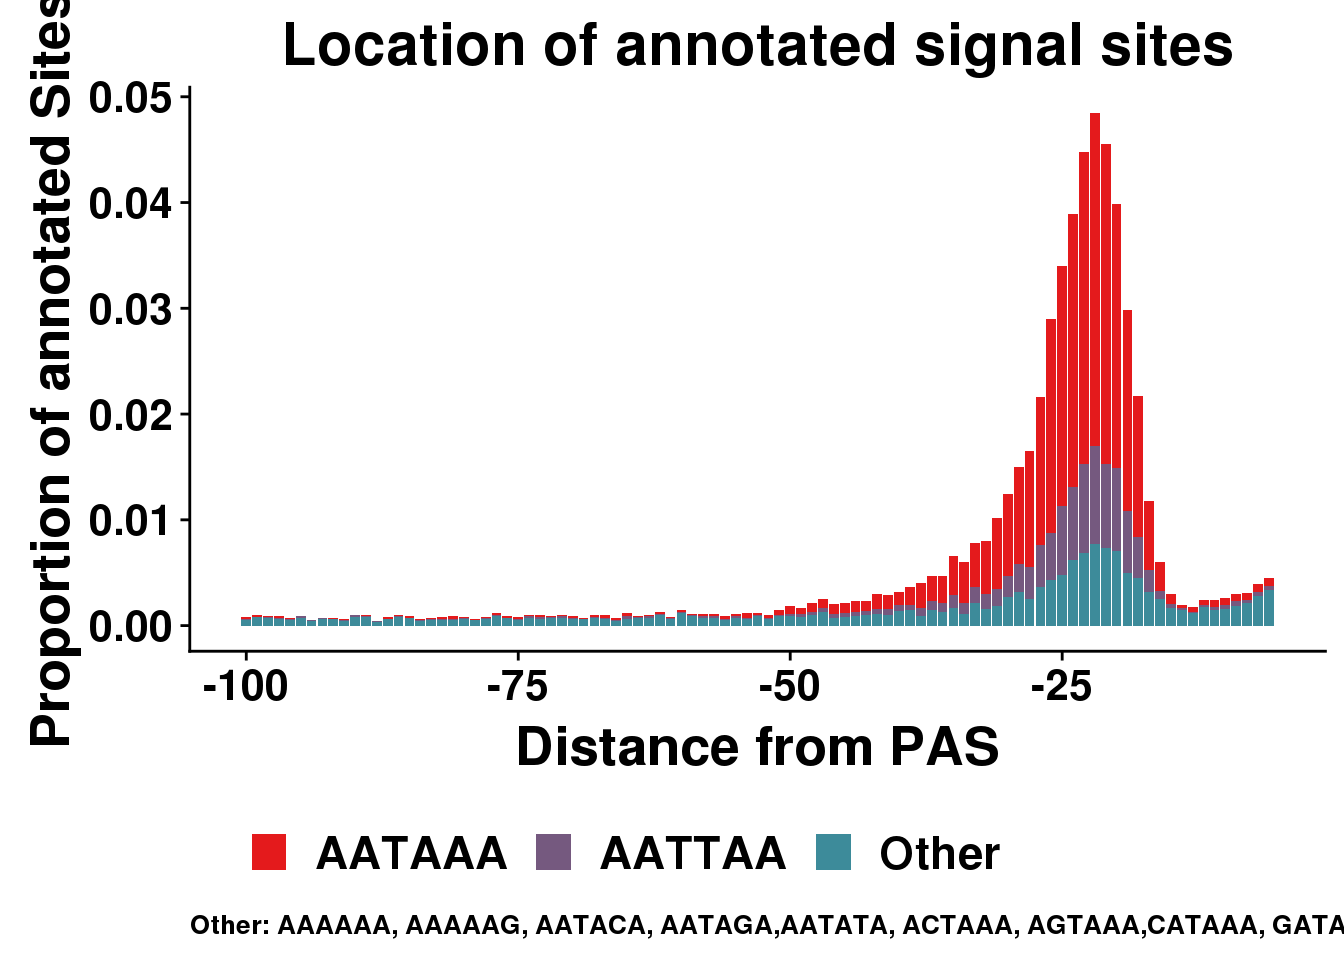 Location of annotated signal sites
Proportion of annotated Sites
0.05
0.04
0.03
0.02
0.01
0.00
-100 -75 -50 -25
Distance from PAS
AATAAA AATTAA Other
Other: AAAAAA, AAAAAG, AATACA, AATAGA,AATATA, ACTAAA, AGTAAA,CATAAA, GATA